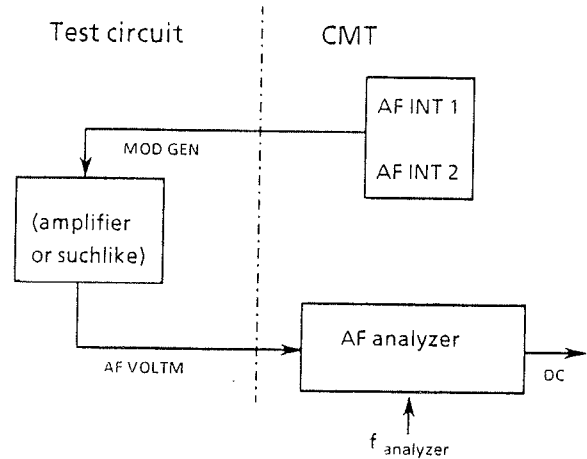 Test circuit
CMT
AF INT 1
MOD GEN
AF INT 2
(amplifier
or suchlike)
AF analyzer
AF VOLTM
DC
f analyzer